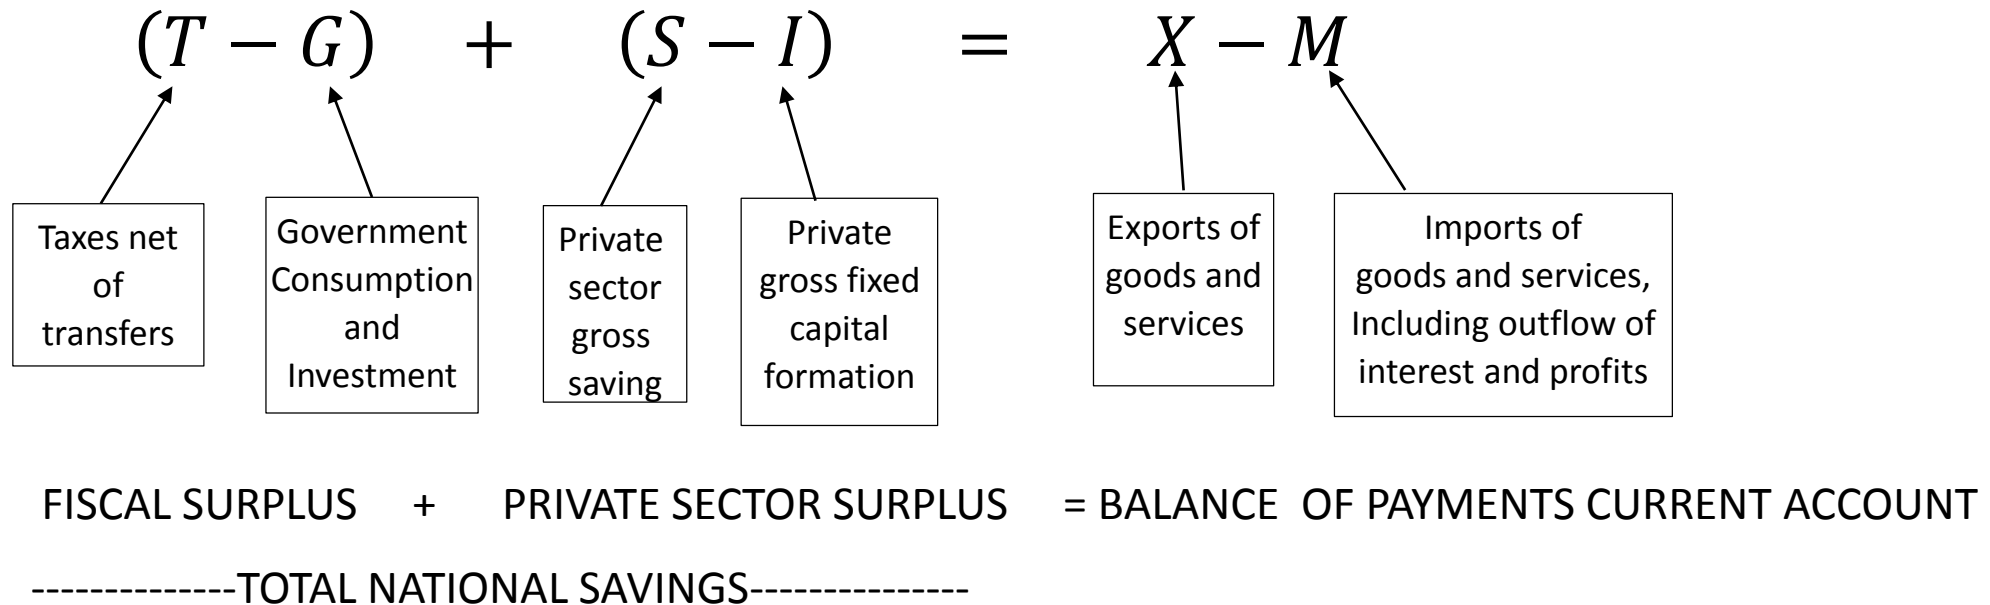 (T − G) + (S − I) = X − M
Taxes net
of
transfers
Government
Consumption
and
Investment
Private
sector
gross
saving
Private
gross fixed
capital
formation
Exports of
goods and
services
Imports of
goods and services,
Including outflow of
interest and profits
FISCAL SURPLUS + PRIVATE SECTOR SURPLUS = BALANCE OF PAYMENTS CURRENT ACCOUNT
--------------TOTAL NATIONAL SAVINGS---------------